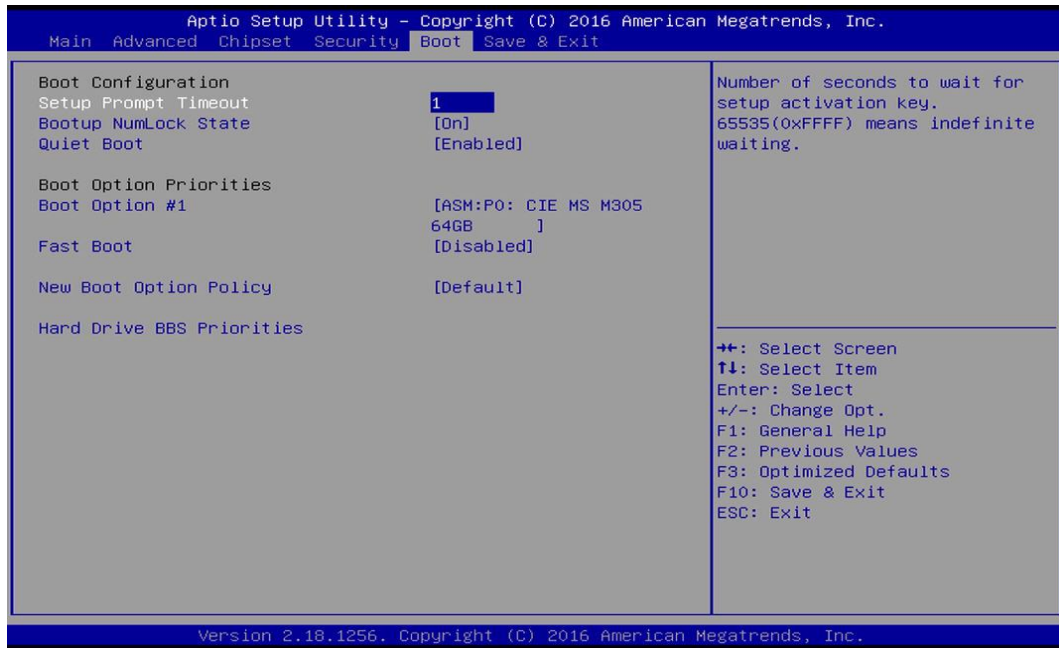 Aptio Setup Utility – Copyright (C) 2016 American Megatrends, Inc.
Main Advanced Chipset Security Boot Save & Exit
Boot Configuration
Setup Prompt Timeout 1
Bootup NumLock State [On]
Quiet Boot [Enabled]
Boot Option Priorities
Boot Option #1 [ASM:P0: CIE MS M305
64GB ]
Fast Boot [Disabled]
New Boot Option Policy [Default]
Hard Drive BBS Priorities
Number of seconds to wait for
setup activation key.
65535(0xFFFF) means indefinite
waiting.
→←: Select Screen
↑↓: Select Item
Enter: Select
+/-: Change Opt.
F1: General Help
F2: Previous Values
F3: Optimized Defaults
F10: Save & Exit
ESC: Exit
Version 2.18.1256. Copyright (C) 2016 American Megatrends, Inc.